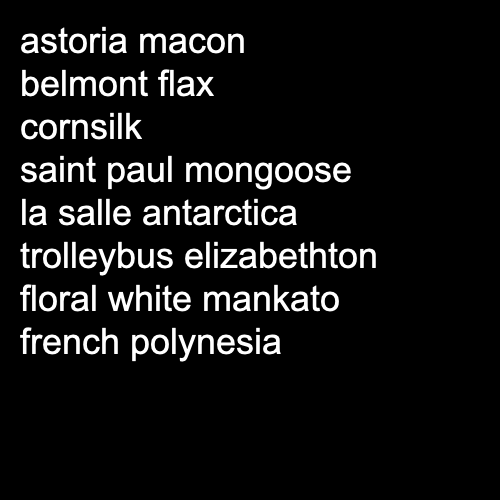 astoria macon
belmont flax
cornsilk
saint paul mongoose
la salle antarctica
trolleybus elizabethton
floral white mankato
french polynesia